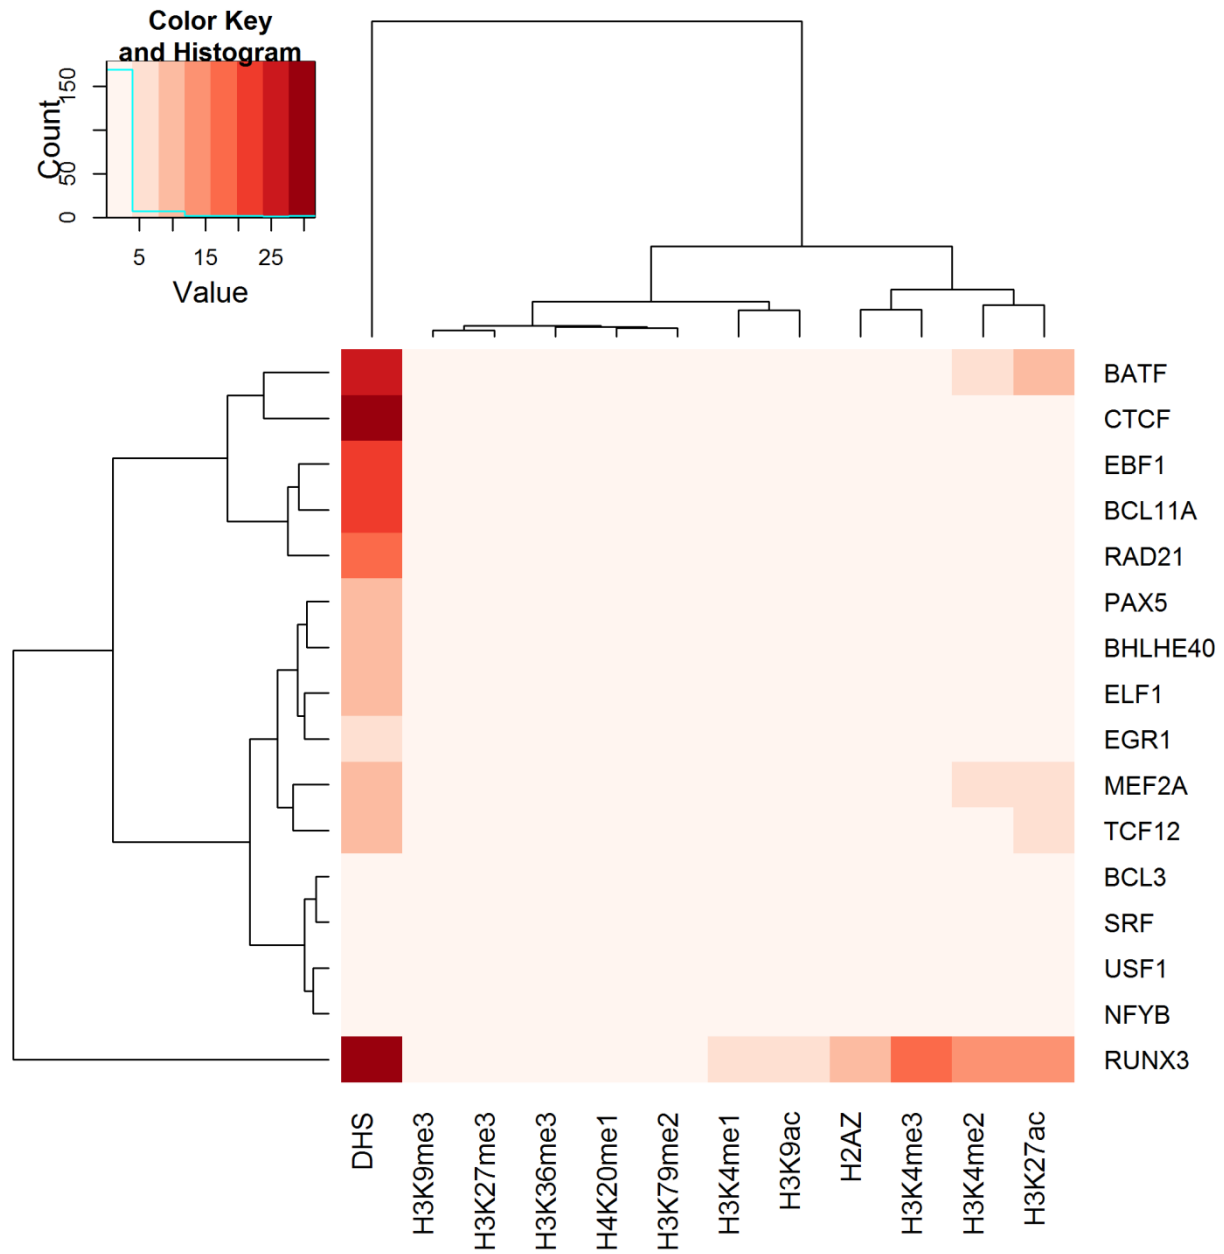 Color Key
and Histogram
Count
0
50
150
5
15
25
Value
BATF
CTCF
EBF1
BCL11A
RAD21
PAX5
BHLHE40
ELF1
EGR1
MEF2A
TCF12
BCL3
SRF
USF1
NFYB
RUNX3
DHS
H3K9me3
H3K27me3
H3K36me3
H4K20me1
H3K79me2
H3K4me1
H3K9ac
H2AZ
H3K4me3
H3K4me2
H3K27ac